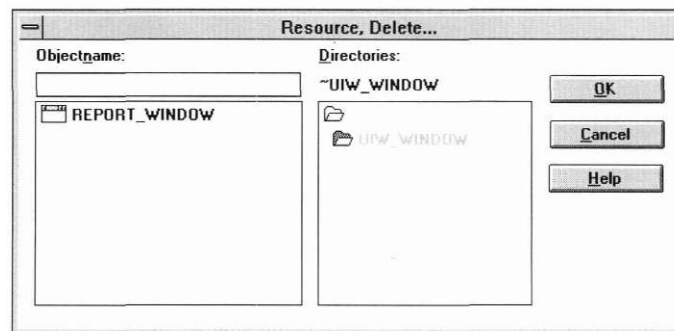 Resource, Delete...
Objectname:
Directories:
~UIW_WINDOW
OK
REPORT_WINDOW
UIW_WINDOW
Cancel
Help